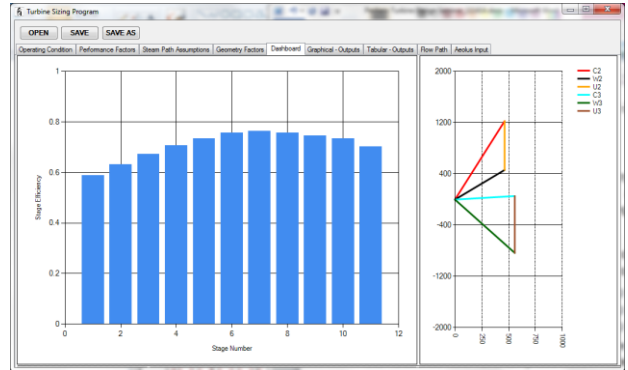 Turbine Sizing Program
OPEN SAVE SAVE AS
Operating Condition Performance Factors Steam Path Assumptions Geometry Factors Dashboard Graphical - Outputs Tabular - Outputs Flow Path Aeolus Input
1
0.8
0.6
0.4
0.2
0
Stage Efficiency
0 2 4 6 8 10 12
Stage Number
2000
1200
400
-400
-1200
-2000
0 250 500 750 1000
C2
W2
U2
C3
W3
U3